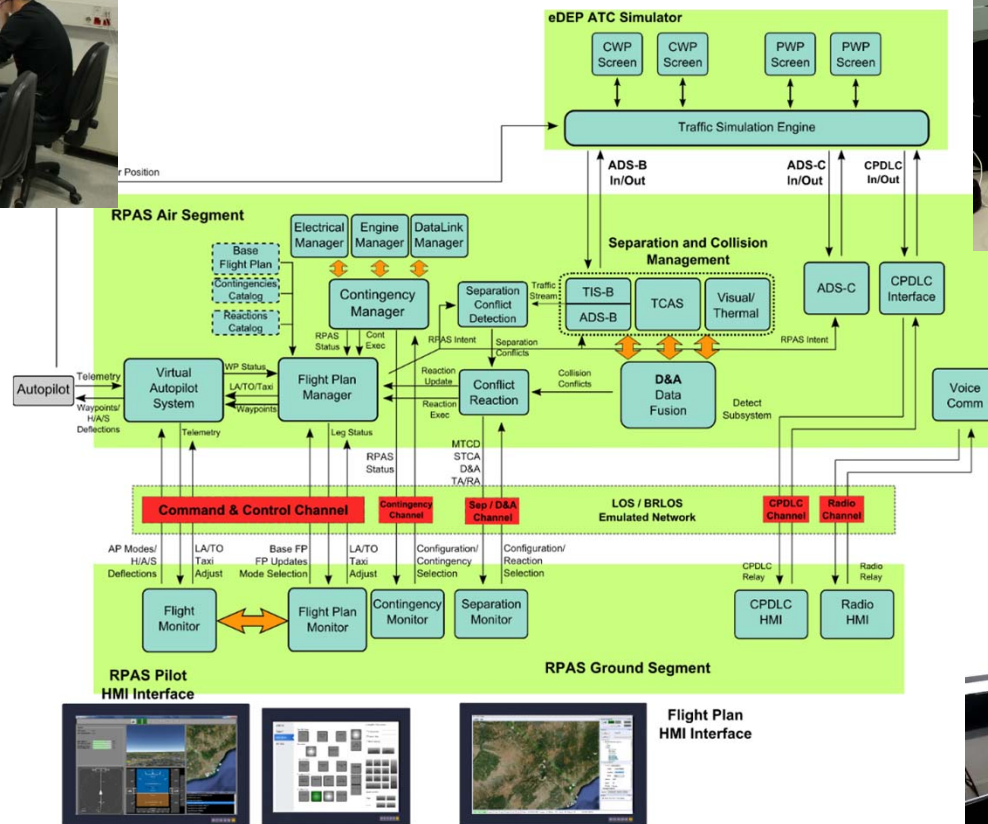 eDEP ATC Simulator
CWP
Screen
CWP
Screen
PWP
Screen
PWP
Screen
Traffic Simulation Engine
r Position
ADS-B
In/Out
ADS-C
In/Out
CPDLC
In/Out
RPAS Air Segment
Electrical
Manager
Engine
Manager
DataLink
Manager
Separation and Collision
Management
Base
Flight Plan
Contingencies
Catalog
Reactions
Catalog
Contingency
Manager
Separation
Conflict
Detection
Traffic
Stream
TIS-B
ADS-B
TCAS
Visual/
Thermal
ADS-C
CPDLC
Interface
RPAS
Status
Cont
Exec
RPAS Intent
Separation
Conflicts
RPAS Intent
Autopilot
Telemetry
Waypoints/
H/A/S
Deflections
Virtual
Autopilot
System
WP Status
LA/TO/Taxi
Waypoints
Flight Plan
Manager
Reaction
Update
Reaction
Exec
Conflict
Reaction
Collision
Conflicts
D&A
Data
Fusion
Detect
Subsystem
Voice
Comm
Telemetry
Leg Status
RPAS
Status
MTCD
STCA
D&A
TA/RA
Command & Control Channel
Contingency
Channel
Sep / D&A
Channel
LOS / BRLOS
Emulated Network
CPDLC
Channel
Radio
Channel
AP Modes/
H/A/S
Deflections
LA/TO
Taxi
Adjust
Base FP
FP Updates
Mode Selection
LA/TO
Taxi
Adjust
Configuration/
Contingency
Selection
Configuration/
Reaction
Selection
CPDLC
Relay
Radio
Relay
Flight
Monitor
Flight Plan
Monitor
Contingency
Monitor
Separation
Monitor
CPDLC
HMI
Radio
HMI
RPAS Ground Segment
RPAS Pilot
HMI Interface
Flight Plan
HMI Interface